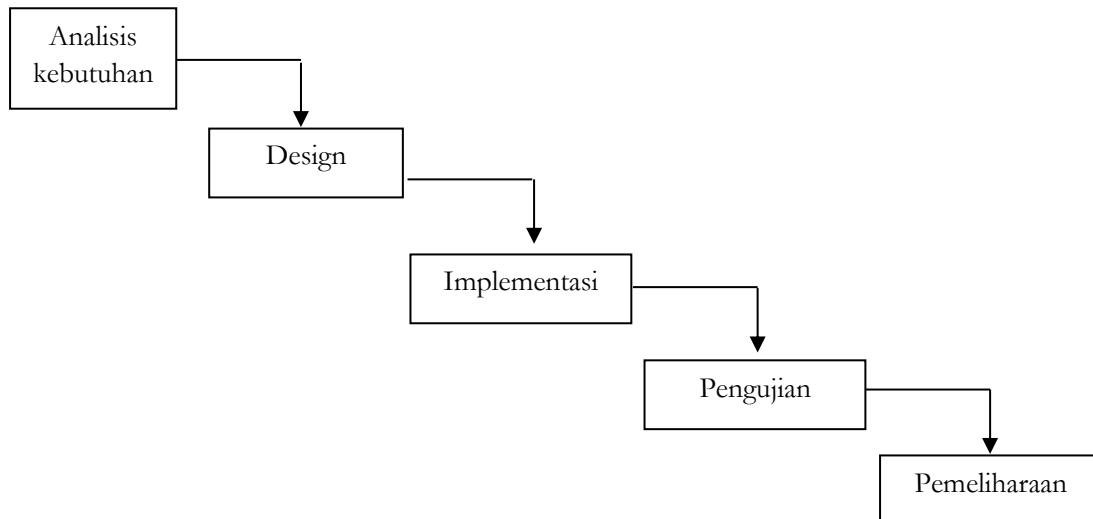 Analisis
kebutuhan
Design
Implementasi
Pengujian
Pemeliharaan